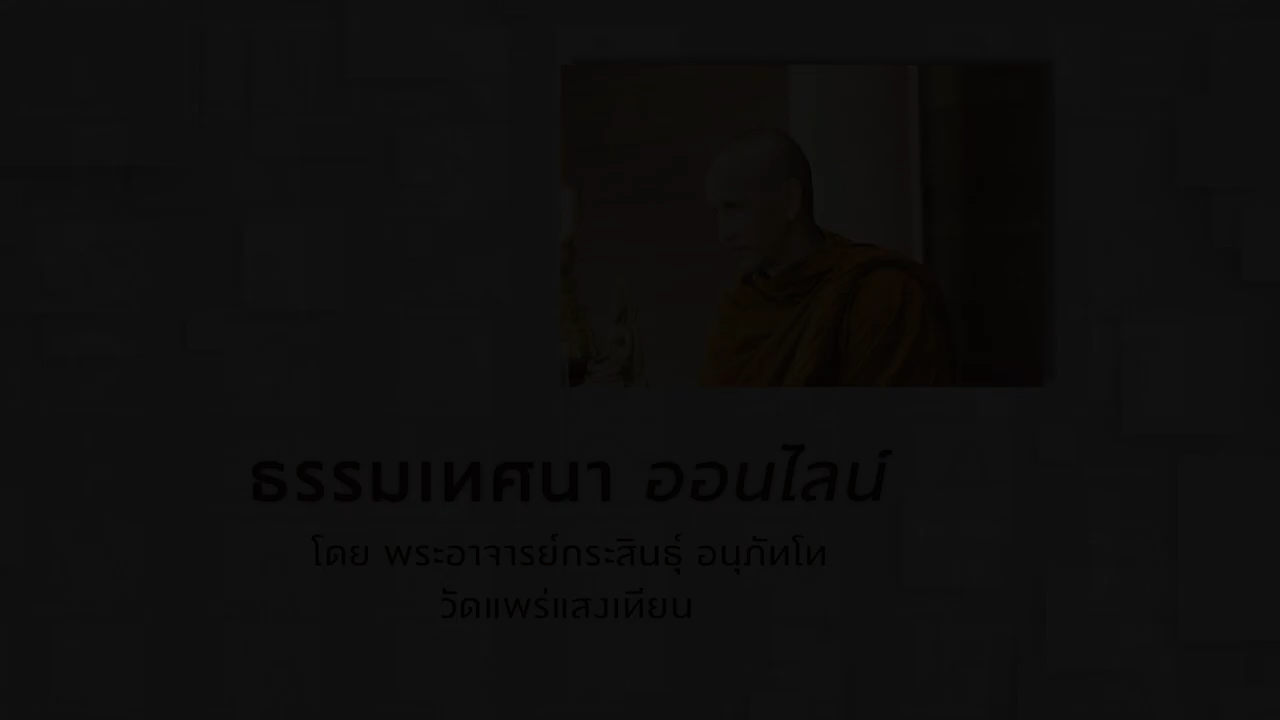 ธรรมเทศนา ออนไลน์
โดย พระอาจารย์กระสินธุ์ อนุภัทโท
วัดแพร่แสงเทียน